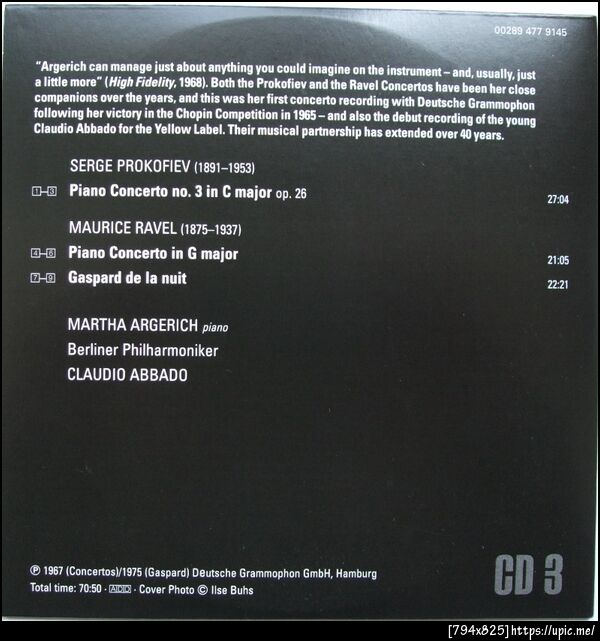 00289 477 9145
“Argerich can manage just about anything you could imagine on the instrument – and, usually, just
a little more” (High Fidelity, 1968). Both the Prokofiev and the Ravel Concertos have been her close
companions over the years, and this was her first concerto recording with Deutsche Grammophon
following her victory in the Chopin Competition in 1965 – and also the debut recording of the young
Claudio Abbado for the Yellow Label. Their musical partnership has extended over 40 years.
SERGE PROKOFIEV (1891–1953)
1–3 Piano Concerto no. 3 in C major op. 26 27:04
MAURICE RAVEL (1875–1937)
4–6 Piano Concerto in G major 21:05
7–9 Gaspard de la nuit 22:21
MARTHA ARGERICH piano
Berliner Philharmoniker
CLAUDIO ABBADO
℗ 1967 (Concertos)/1975 (Gaspard) Deutsche Grammophon GmbH, Hamburg
Total time: 70:50 · ADD · Cover Photo © Ilse Buhs
CD 3
[794x825]https://upic.me/